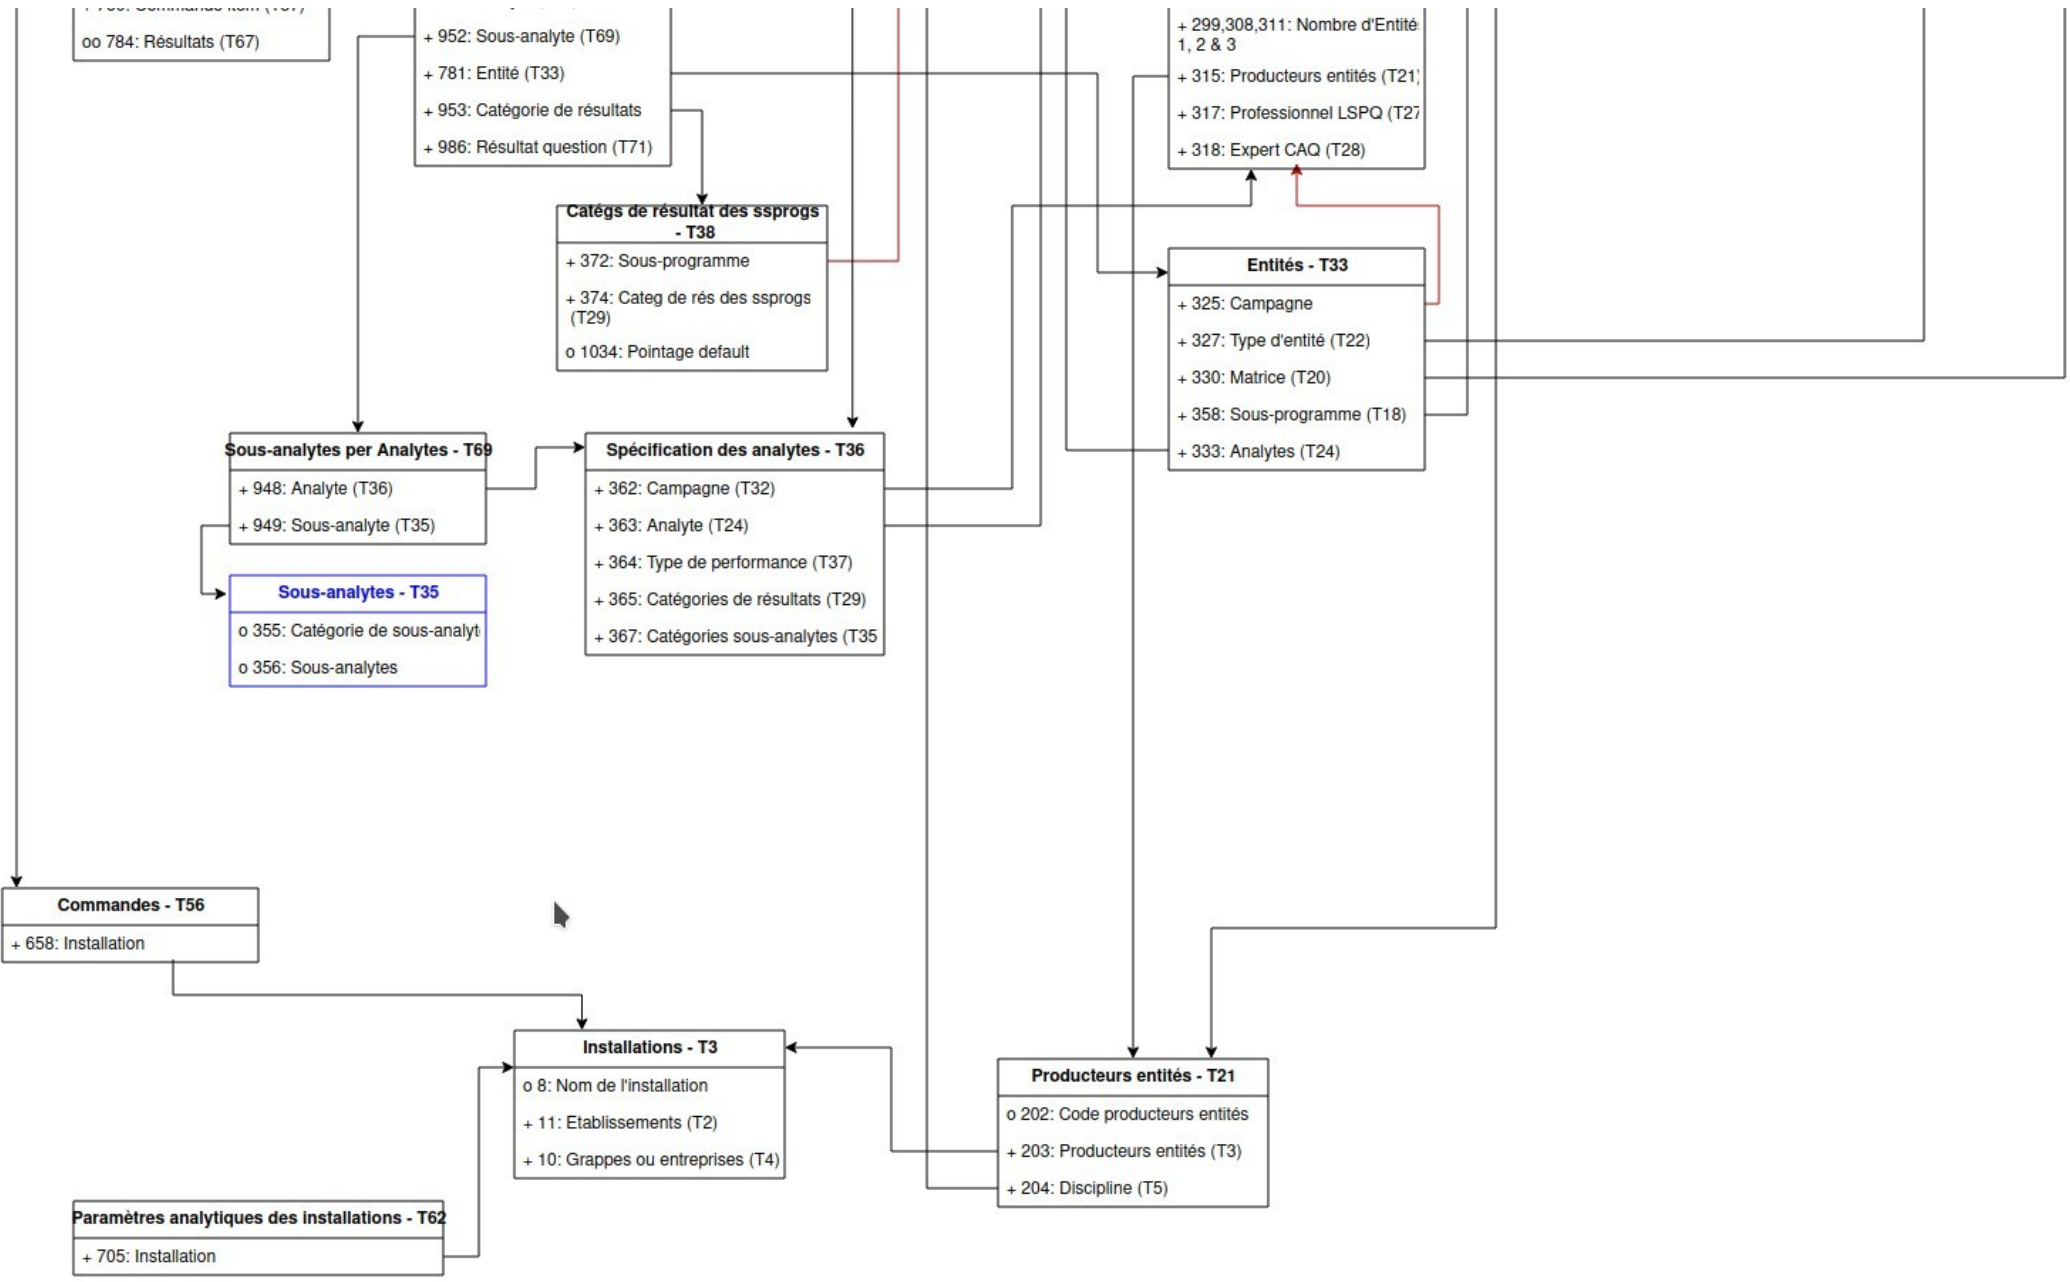 oo 784: Résultats (T67)
+ 952: Sous-analyte (T69)
+ 781: Entité (T33)
+ 953: Catégorie de résultats
+ 986: Résultat question (T71)
+ 299,308,311: Nombre d'Entité
1, 2 & 3
+ 315: Producteurs entités (T21)
+ 317: Professionnel LSPQ (T27
+ 318: Expert CAQ (T28)
Catégs de résultat des ssprogs
- T38
+ 372: Sous-programme
+ 374: Categ de rés des ssprogs
(T29)
o 1034: Pointage default
Entités - T33
+ 325: Campagne
+ 327: Type d'entité (T22)
+ 330: Matrice (T20)
+ 358: Sous-programme (T18)
+ 333: Analytes (T24)
Sous-analytes per Analytes - T69
+ 948: Analyte (T36)
+ 949: Sous-analyte (T35)
Spécification des analytes - T36
+ 362: Campagne (T32)
+ 363: Analyte (T24)
+ 364: Type de performance (T37)
+ 365: Catégories de résultats (T29)
+ 367: Catégories sous-analytes (T35
Sous-analytes - T35
o 355: Catégorie de sous-analyt
o 356: Sous-analytes
Commandes - T56
+ 658: Installation
Installations - T3
o 8: Nom de l'installation
+ 11: Etablissements (T2)
+ 10: Grappes ou entreprises (T4)
Producteurs entités - T21
o 202: Code producteurs entités
+ 203: Producteurs entités (T3)
+ 204: Discipline (T5)
Paramètres analytiques des installations - T62
+ 705: Installation